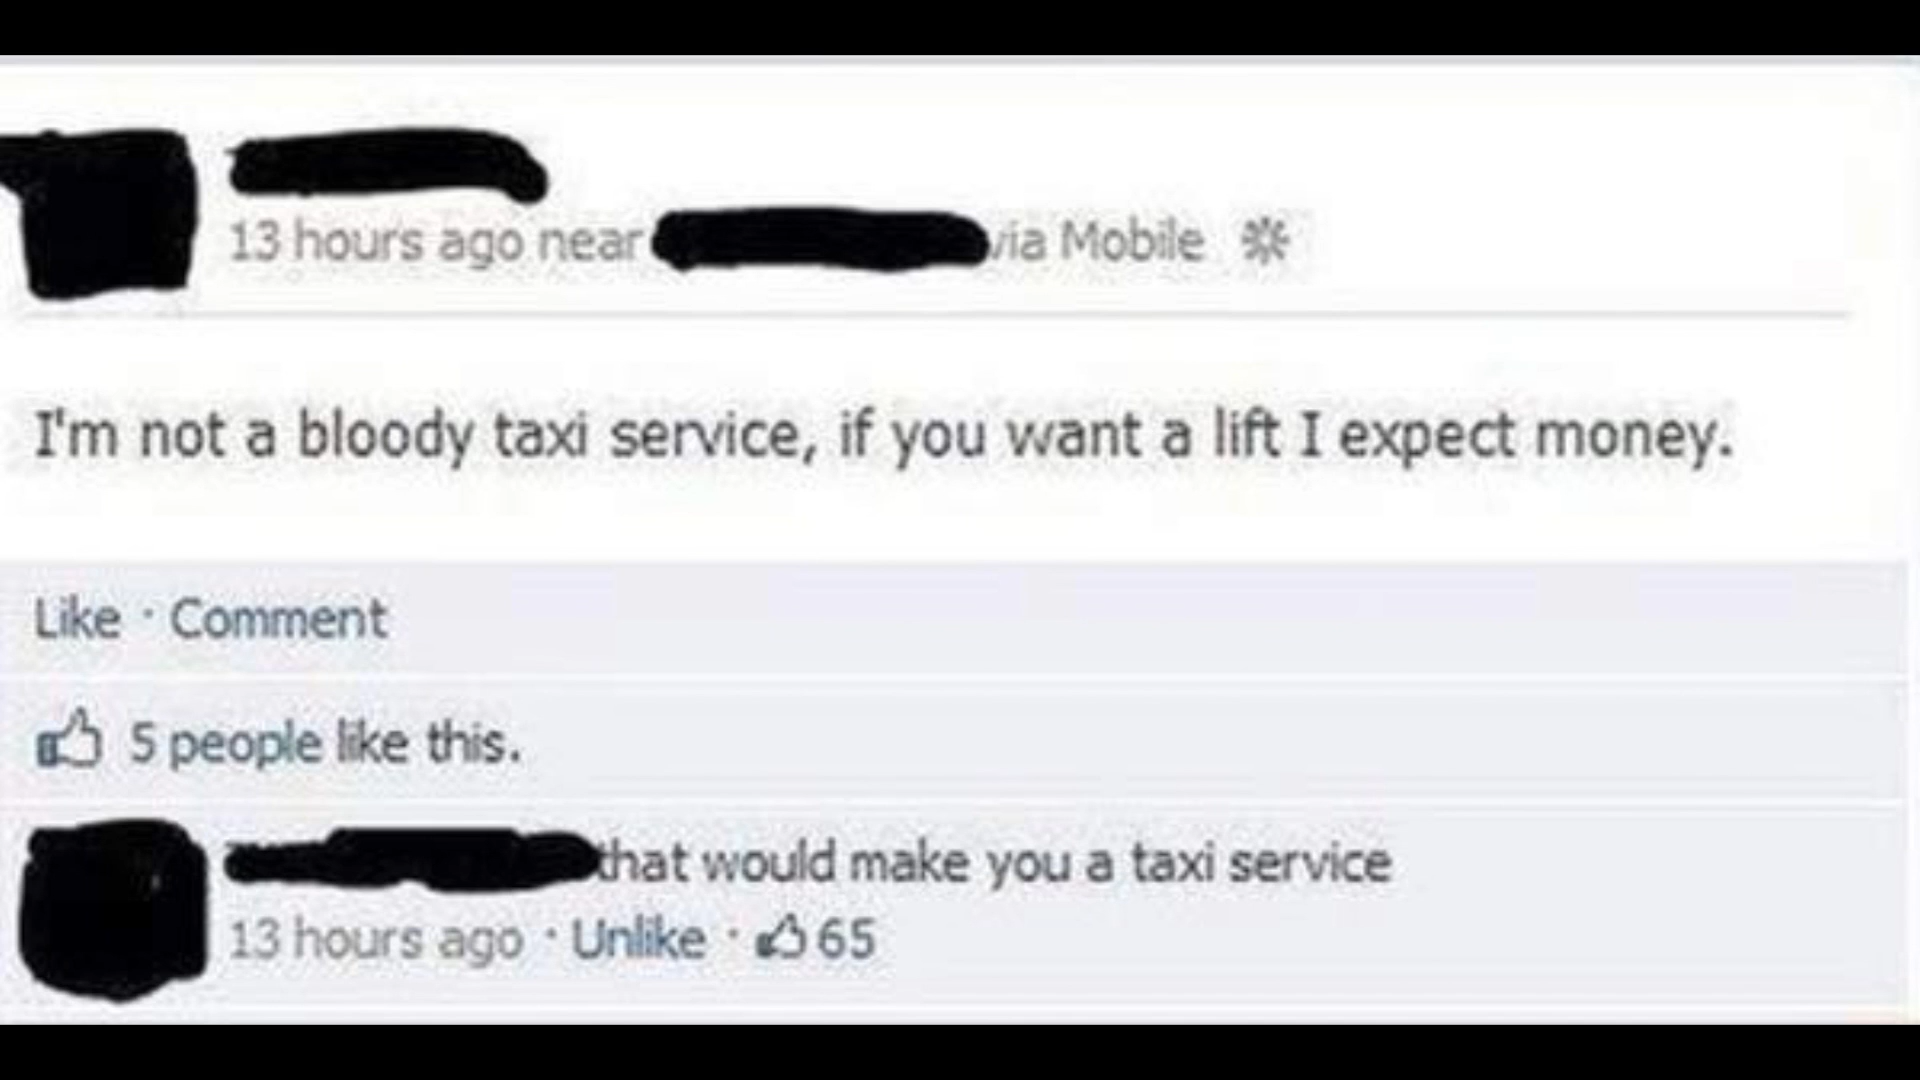 13 hours ago near via Mobile
I'm not a bloody taxi service, if you want a lift I expect money.
Like · Comment
5 people like this.
that would make you a taxi service
13 hours ago · Unlike · 65